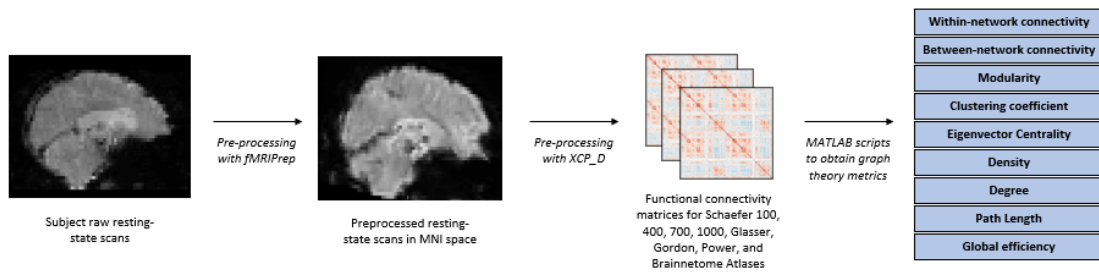 Pre-processing
with fMRIPrep
Pre-processing
with XCP_D
MATLAB scripts
to obtain graph
theory metrics
Subject raw resting-
state scans
Preprocessed resting-
state scans in MNI space
Functional connectivity
matrices for Schaefer 100,
400, 700, 1000, Glasser,
Gordon, Power, and
Brainnetome Atlases
Within-network connectivity
Between-network connectivity
Modularity
Clustering coefficient
Eigenvector Centrality
Density
Degree
Path Length
Global efficiency